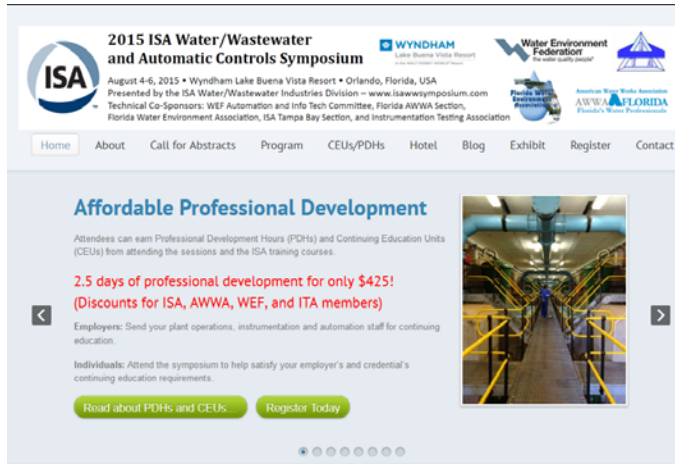 2015 ISA Water/Wastewater
and Automatic Controls Symposium
August 4-6, 2015 • Wyndham Lake Buena Vista Resort • Orlando, Florida, USA
Presented by the ISA Water/Wastewater Industries Division – www.isawwsymposium.com
Technical Co-Sponsors: WEF Automation and Info Tech Committee, Florida AWWA Section,
Florida Water Environment Association, ISA Tampa Bay Section, and Instrumentation Testing Association
ISA
WYNDHAM
Lake Buena Vista Resort
Water Environment
Federation
the water quality people
Florida Water
Environment
Association
American Water Works Association
AWWA FLORIDA
Florida's Water Professionals
Home About Call for Abstracts Program CEUs/PDHs Hotel Blog Exhibit Register Contact
Affordable Professional Development
Attendees can earn Professional Development Hours (PDHs) and Continuing Education Units
(CEUs) from attending the sessions and the ISA training courses.
2.5 days of professional development for only $425!
(Discounts for ISA, AWWA, WEF, and ITA members)
Employers: Send your plant operations, instrumentation and automation staff for continuing
education.
Individuals: Attend the symposium to help satisfy your employer's and credential's
continuing education requirements.
Read about PDHs and CEUs
Register Today